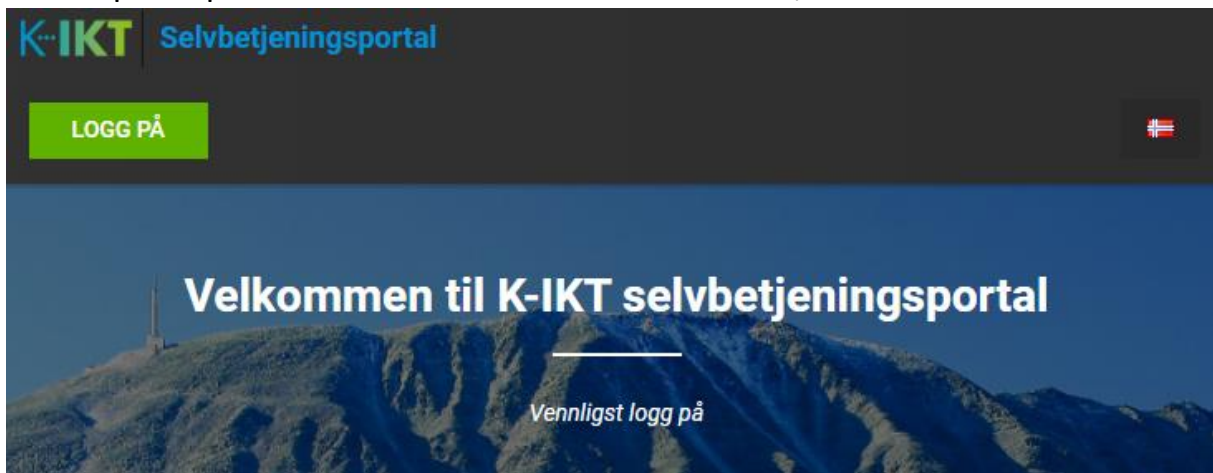 K-IKT Selvbetjeningsportal
LOGG PÅ
Velkommen til K-IKT selvbetjeningsportal
Vennligst logg på